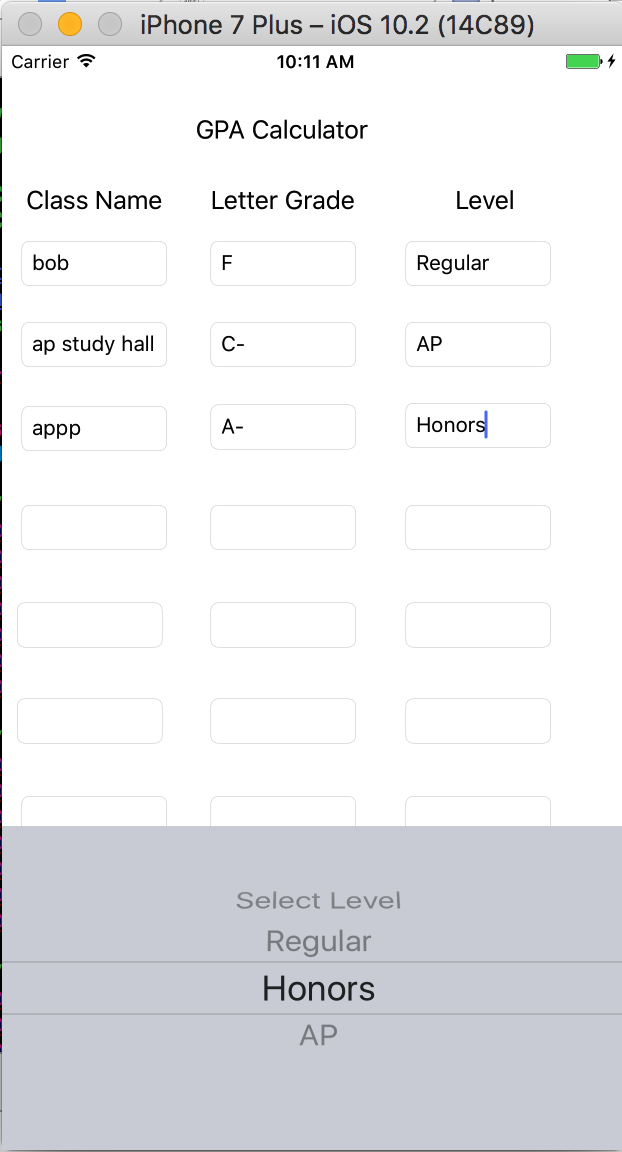 iPhone 7 Plus – iOS 10.2 (14C89)
Carrier 10:11 AM
GPA Calculator
Class Name Letter Grade Level
bob F Regular
ap study hall C- AP
appp A- Honors
Select Level
Regular
Honors
AP